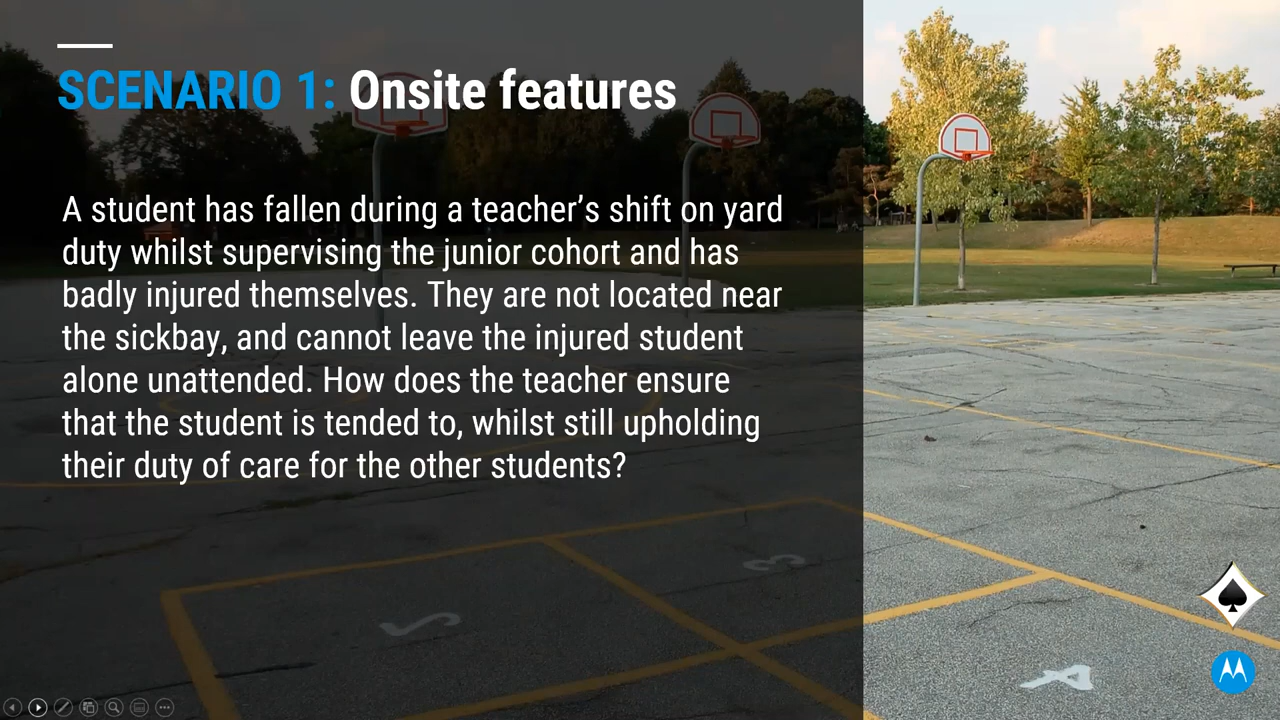 SCENARIO 1: Onsite features
A student has fallen during a teacher’s shift on yard
duty whilst supervising the junior cohort and has
badly injured themselves. They are not located near
the sickbay, and cannot leave the injured student
alone unattended. How does the teacher ensure
that the student is tended to, whilst still upholding
their duty of care for the other students?
3
2
4